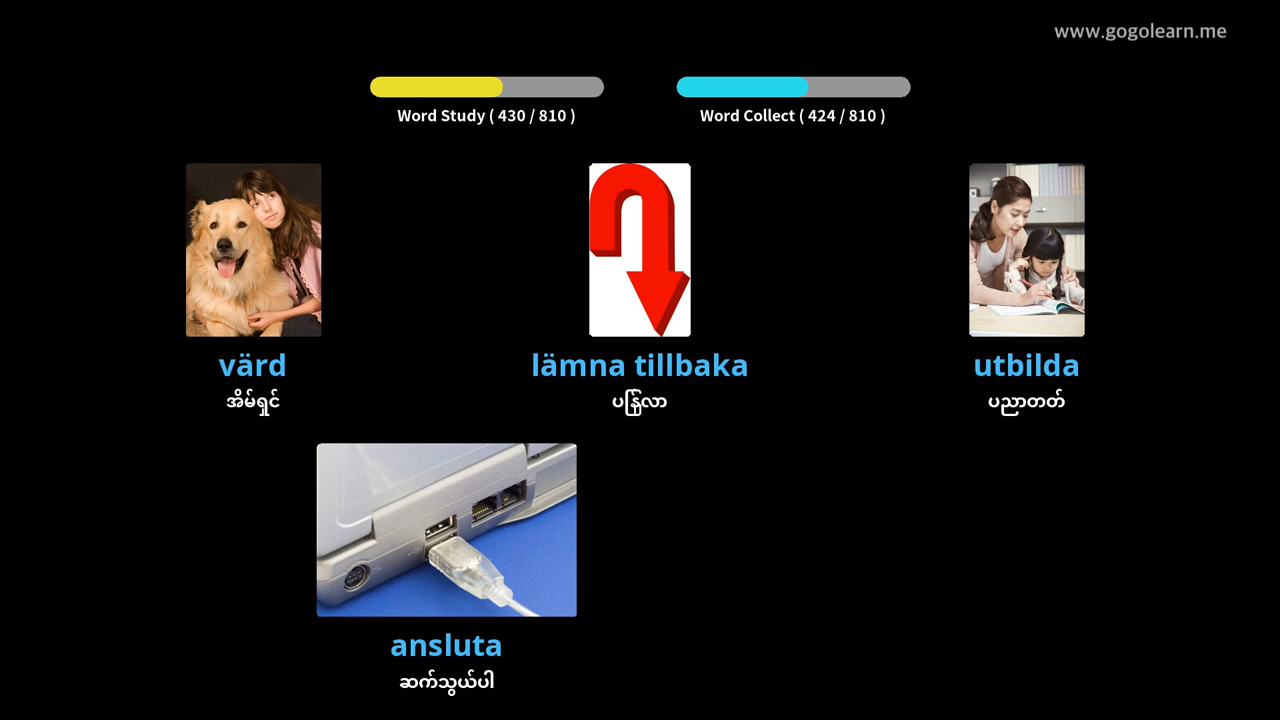 www.gogolearn.me
Word Study ( 430 / 810 )
Word Collect ( 424 / 810 )
värd
အိမ်ရှင်
lämna tillbaka
ပြန်လာ
utbilda
ပညာတတ်
ansluta
ဆက်သွယ်ပါ